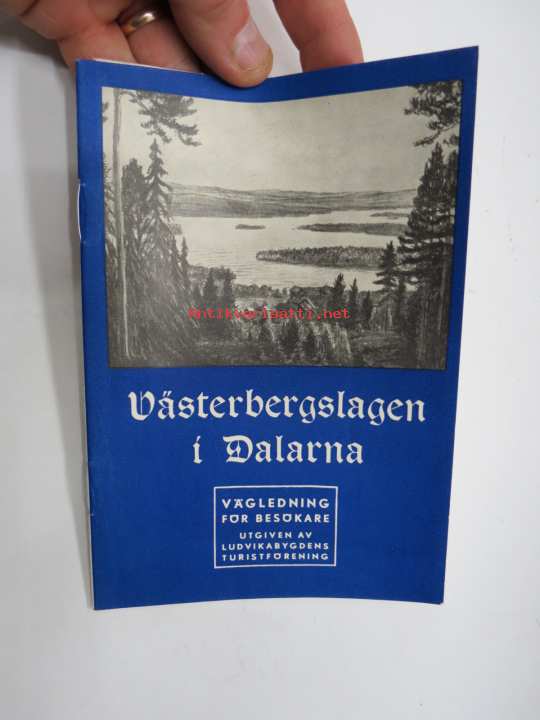 Antikvariaatti.net
Västerbergslagen
i Dalarna
VÄGLEDNING
FÖR BESÖKARE
UTGIVEN AV
LUDVIKABYGDENS
TURISTFÖRENING